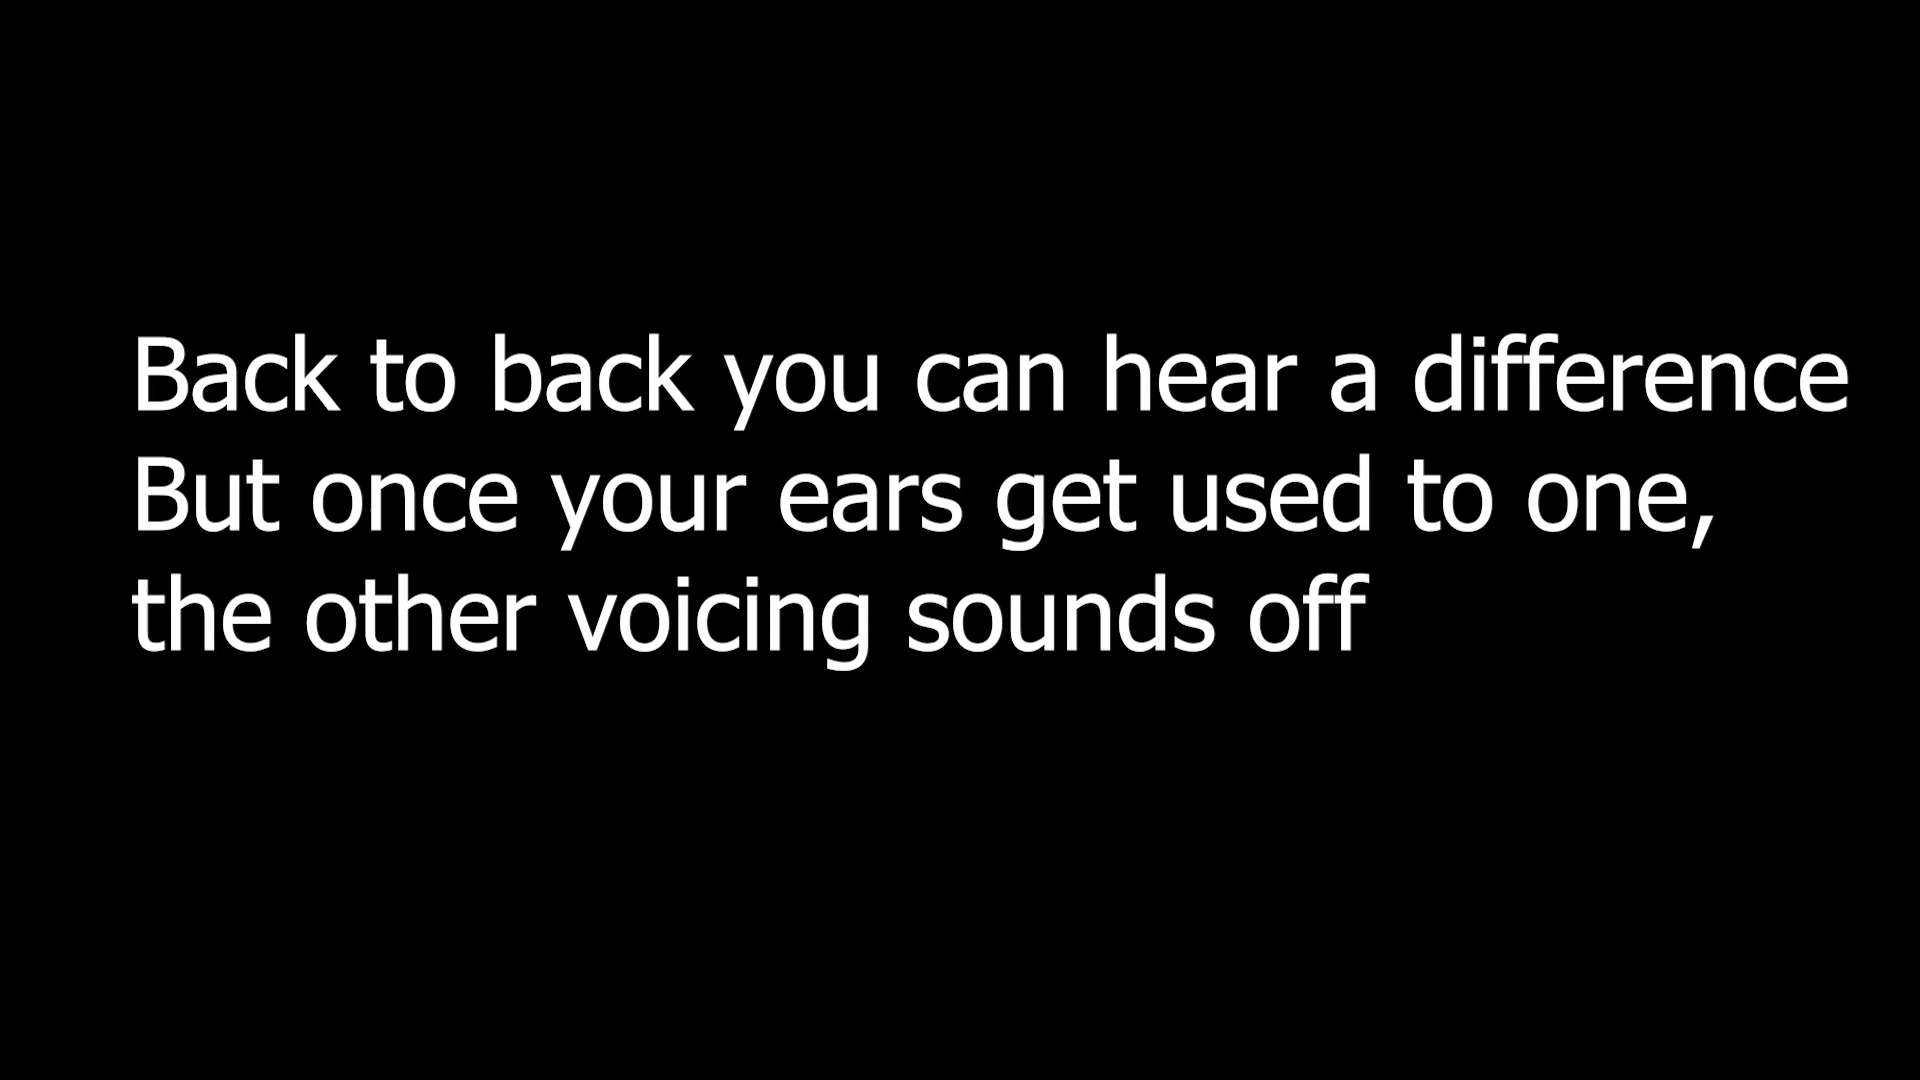 Back to back you can hear a difference
But once your ears get used to one,
the other voicing sounds off